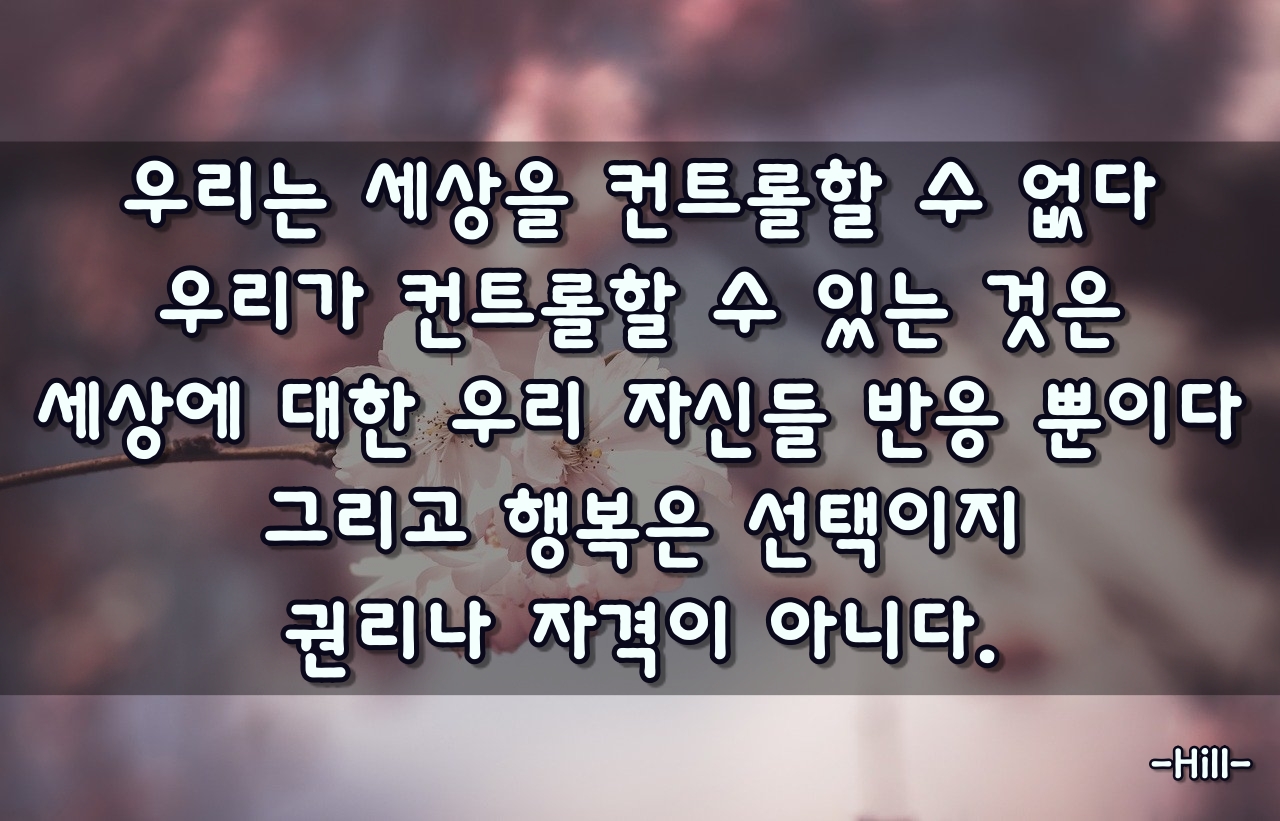 우리는 세상을 컨트롤할 수 없다
우리가 컨트롤할 수 있는 것은
세상에 대한 우리 자신들 반응 뿐이다
그리고 행복은 선택이지
권리나 자격이 아니다.
-Hill-